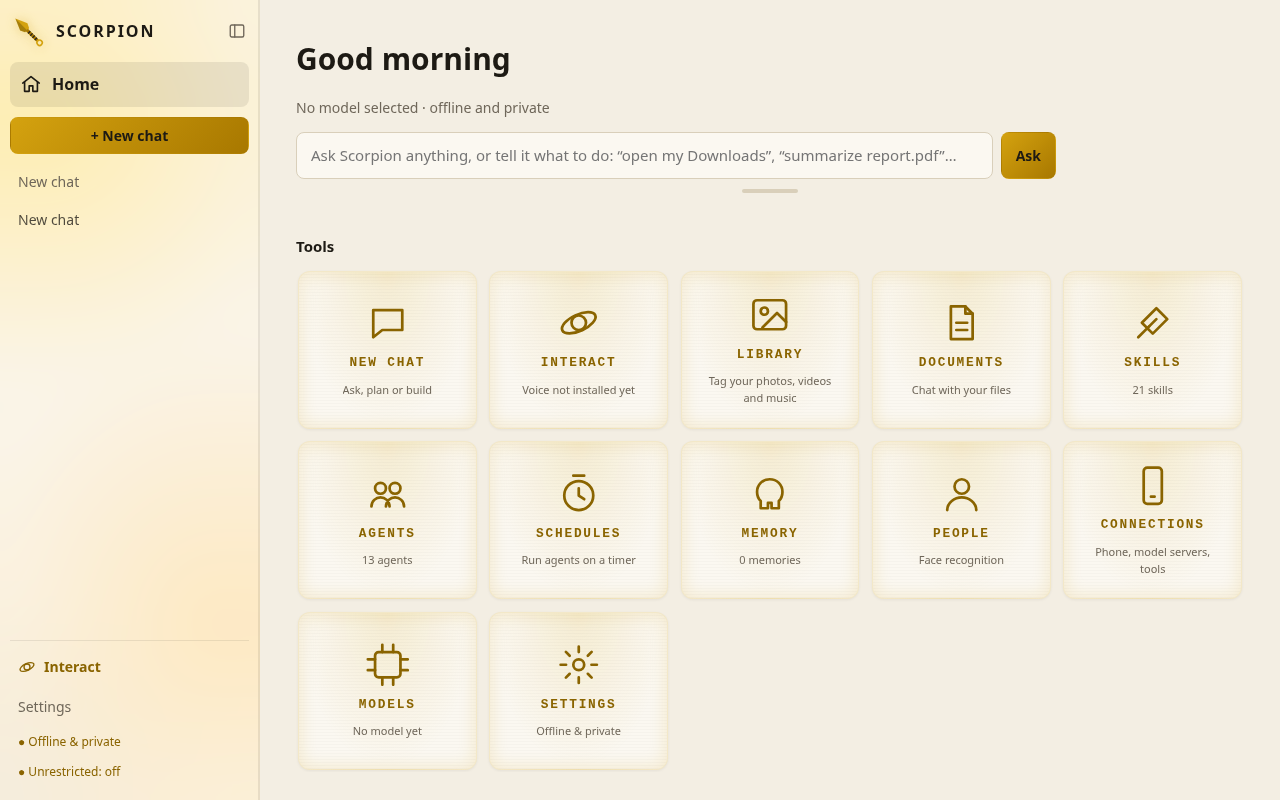 SCORPION
Home
+ New chat
New chat
New chat
Interact
Settings
● Offline & private
● Unrestricted: off
Good morning
No model selected · offline and private
Ask Scorpion anything, or tell it what to do: “open my Downloads”, “summarize report.pdf”…
Ask
Tools
NEW CHAT
Ask, plan or build
INTERACT
Voice not installed yet
LIBRARY
Tag your photos, videos
and music
DOCUMENTS
Chat with your files
SKILLS
21 skills
AGENTS
13 agents
SCHEDULES
Run agents on a timer
MEMORY
0 memories
PEOPLE
Face recognition
CONNECTIONS
Phone, model servers,
tools
MODELS
No model yet
SETTINGS
Offline & private